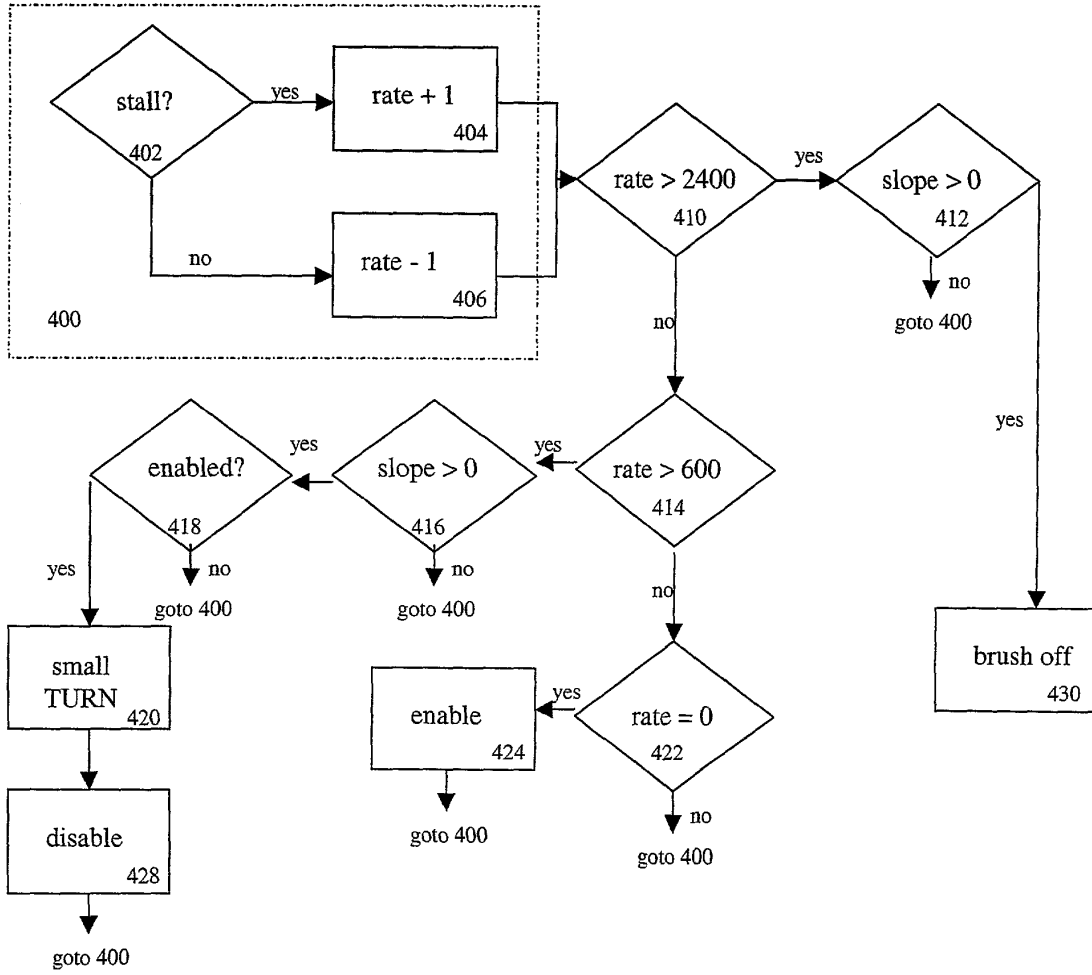 stall?
402
yes
rate + 1
404
no
rate - 1
406
400
rate > 2400
410
yes
slope > 0
412
no
goto 400
no
yes
enabled?
418
yes
slope > 0
416
yes
rate > 600
414
no
goto 400
no
goto 400
yes
no
small
TURN
420
enable
424
yes
rate = 0
422
brush off
430
goto 400
no
goto 400
disable
428
goto 400